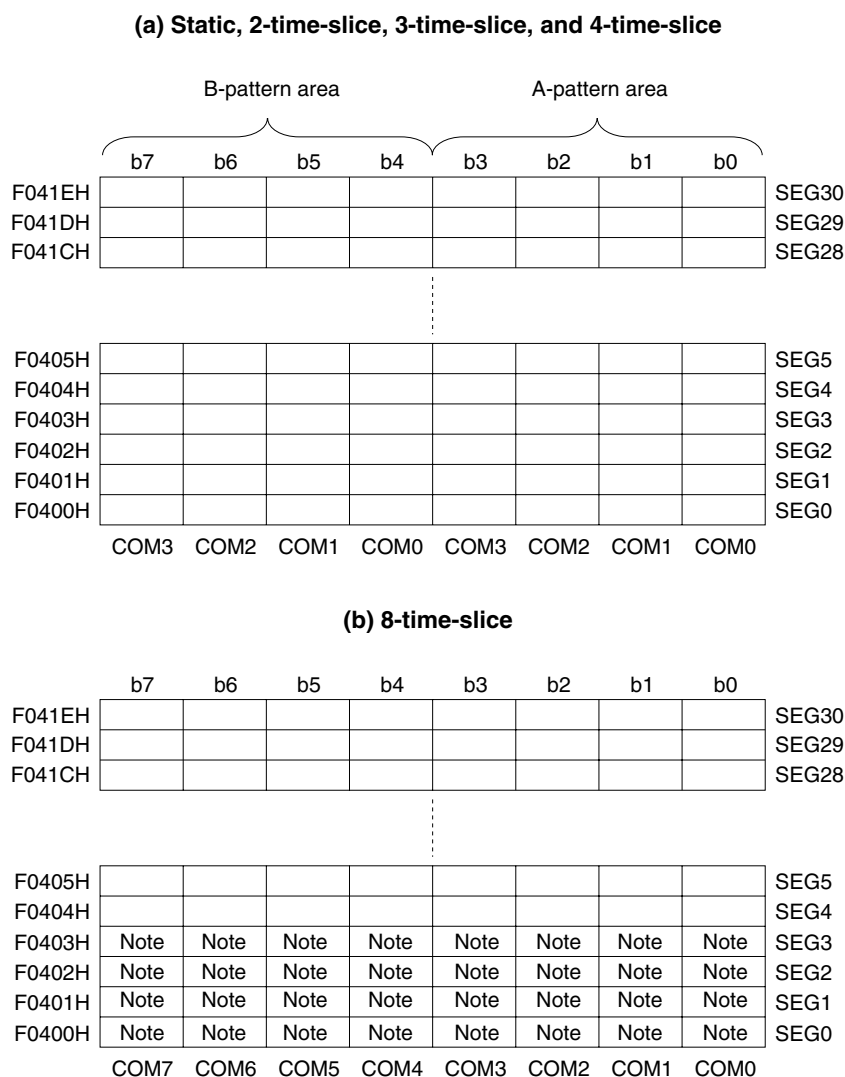 (a) Static, 2-time-slice, 3-time-slice, and 4-time-slice
B-pattern area A-pattern area
b7 b6 b5 b4 b3 b2 b1 b0
F041EH SEG30
F041DH SEG29
F041CH SEG28
F0405H SEG5
F0404H SEG4
F0403H SEG3
F0402H SEG2
F0401H SEG1
F0400H SEG0
COM3 COM2 COM1 COM0 COM3 COM2 COM1 COM0
(b) 8-time-slice
b7 b6 b5 b4 b3 b2 b1 b0
F041EH SEG30
F041DH SEG29
F041CH SEG28
F0405H SEG5
F0404H SEG4
F0403H Note Note Note Note Note Note Note Note SEG3
F0402H Note Note Note Note Note Note Note Note SEG2
F0401H Note Note Note Note Note Note Note Note SEG1
F0400H Note Note Note Note Note Note Note Note SEG0
COM7 COM6 COM5 COM4 COM3 COM2 COM1 COM0